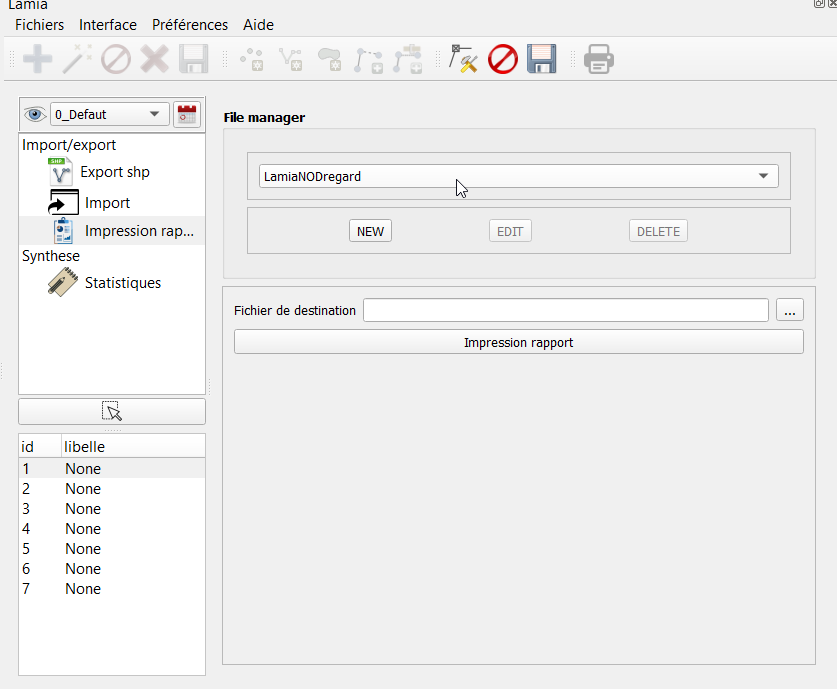 Lamia
Fichiers Interface Préférences Aide
0_Defaut
Import/export
SHP
Export shp
Import
Impression rap...
Synthese
Statistiques
id libelle
1 None
2 None
3 None
4 None
5 None
6 None
7 None
File manager
LamiaNODregard
NEW EDIT DELETE
Fichier de destination ...
Impression rapport